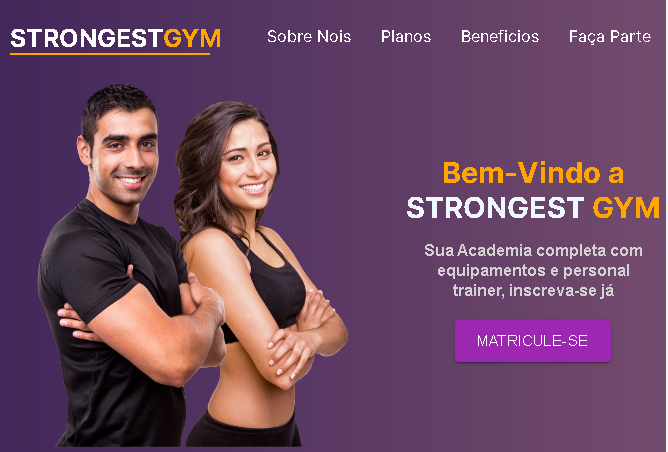 STRONGESTGYM
Sobre Nois
Planos
Beneficios
Faça Parte
Bem-Vindo a
STRONGEST GYM
Sua Academia completa com
equipamentos e personal
trainer, inscreva-se já
MATRICULE-SE